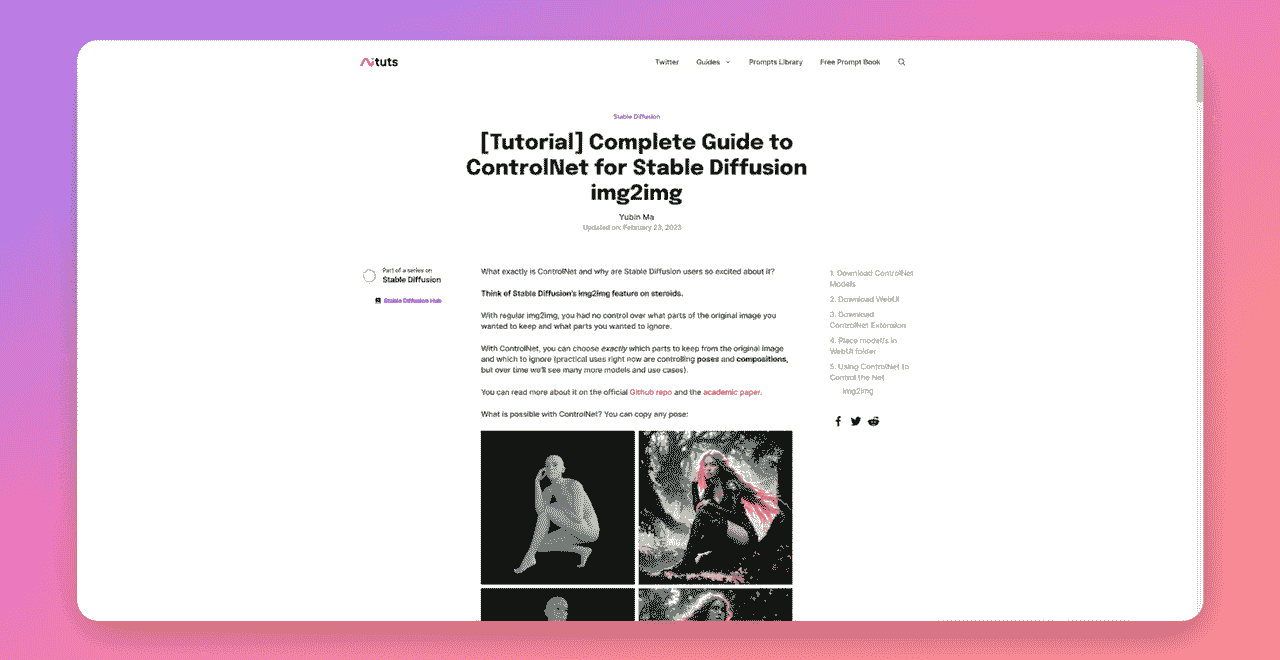 Aituts
Twitter
Guides
Prompts Library
Free Prompt Book
Stable Diffusion
[Tutorial] Complete Guide to
ControlNet for Stable Diffusion
img2img
Yubin Ma
Updated on: February 23, 2023
Part of a series on
Stable Diffusion
Stable Diffusion Hub
What exactly is ControlNet and why are Stable Diffusion users so excited about it?
Think of Stable Diffusion's img2img feature on steroids.
With regular img2img, you had no control over what parts of the original image you
wanted to keep and what parts you wanted to ignore.
With ControlNet, you can choose exactly which parts to keep from the original image
and which to ignore (practical uses right now are controlling poses and compositions,
but over time we'll see many more models and use cases).
You can read more about it on the official Github repo and the academic paper.
What is possible with ControlNet? You can copy any pose:
1. Download ControlNet
Models
2. Download WebUI
3. Download
ControlNet Extension
4. Place model/s in
WebUI folder
5. Using ControlNet to
Control the Net
img2img